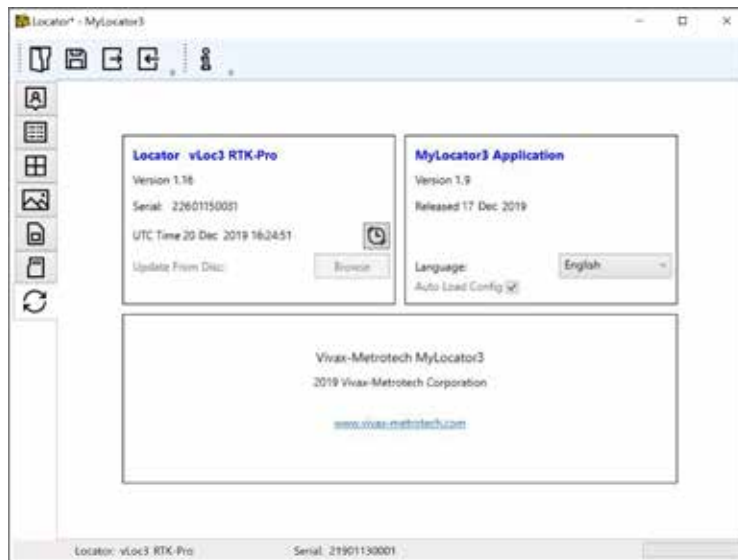 Locator* - MyLocator3
Locator vLoc3 RTK-Pro
Version 1.16
Serial: 22601150031
UTC Time 20 Dec 2019 16:24:51
Update From Disc:
Browse
MyLocator3 Application
Version 1.9
Released 17 Dec 2019
Language:
English
Auto Load Config
Vivax-Metrotech MyLocator3
2019 Vivax-Metrotech Corporation
www.vivax-metrotech.com
Locator: vLoc3 RTK-Pro
Serial: 21901130001